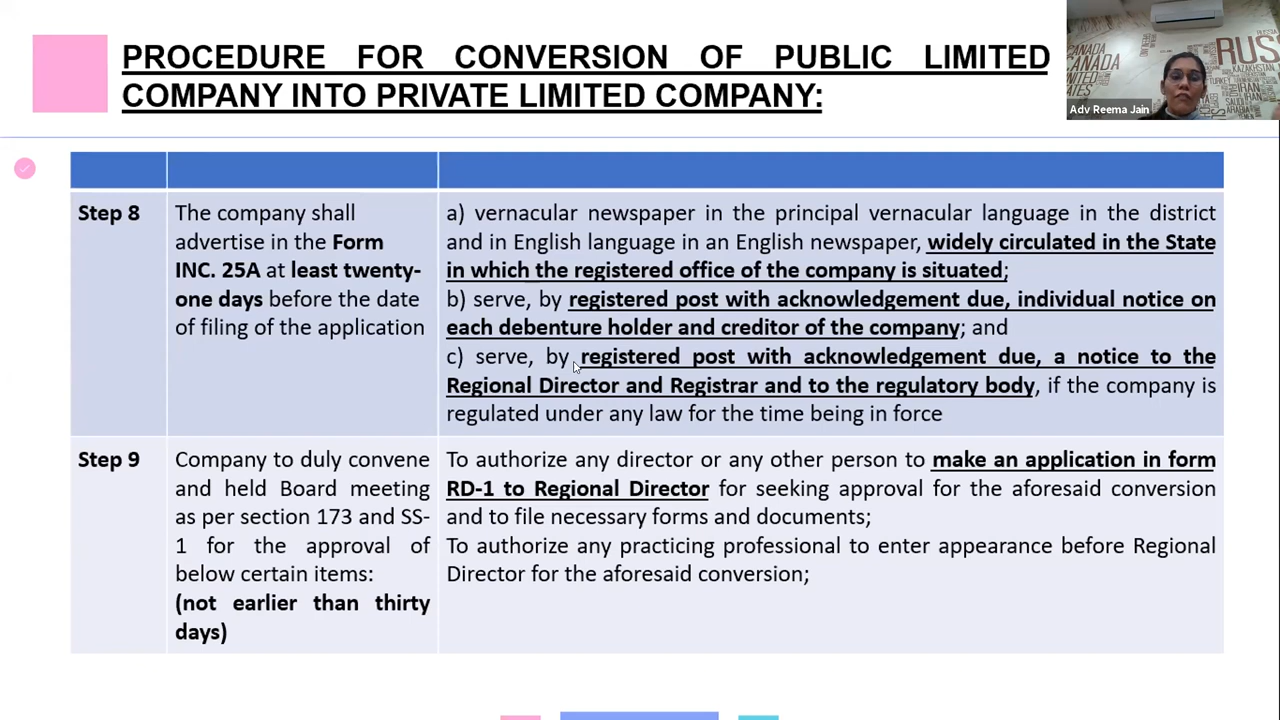 PROCEDURE FOR CONVERSION OF PUBLIC LIMITED
COMPANY INTO PRIVATE LIMITED COMPANY:
CANADA
CANADA
UNITED
STATES
RUSSIA
RUS
KAZAKHSTAN
IRAN
Adv Reema Jain
Step 8
The company shall
advertise in the Form
INC. 25A at least twenty-
one days before the date
of filing of the application
a) vernacular newspaper in the principal vernacular language in the district
and in English language in an English newspaper, widely circulated in the State
in which the registered office of the company is situated;
b) serve, by registered post with acknowledgement due, individual notice on
each debenture holder and creditor of the company; and
c) serve, by registered post with acknowledgement due, a notice to the
Regional Director and Registrar and to the regulatory body, if the company is
regulated under any law for the time being in force
Step 9
Company to duly convene
and held Board meeting
as per section 173 and SS-
1 for the approval of
below certain items:
(not earlier than thirty
days)
To authorize any director or any other person to make an application in form
RD-1 to Regional Director for seeking approval for the aforesaid conversion
and to file necessary forms and documents;
To authorize any practicing professional to enter appearance before Regional
Director for the aforesaid conversion;